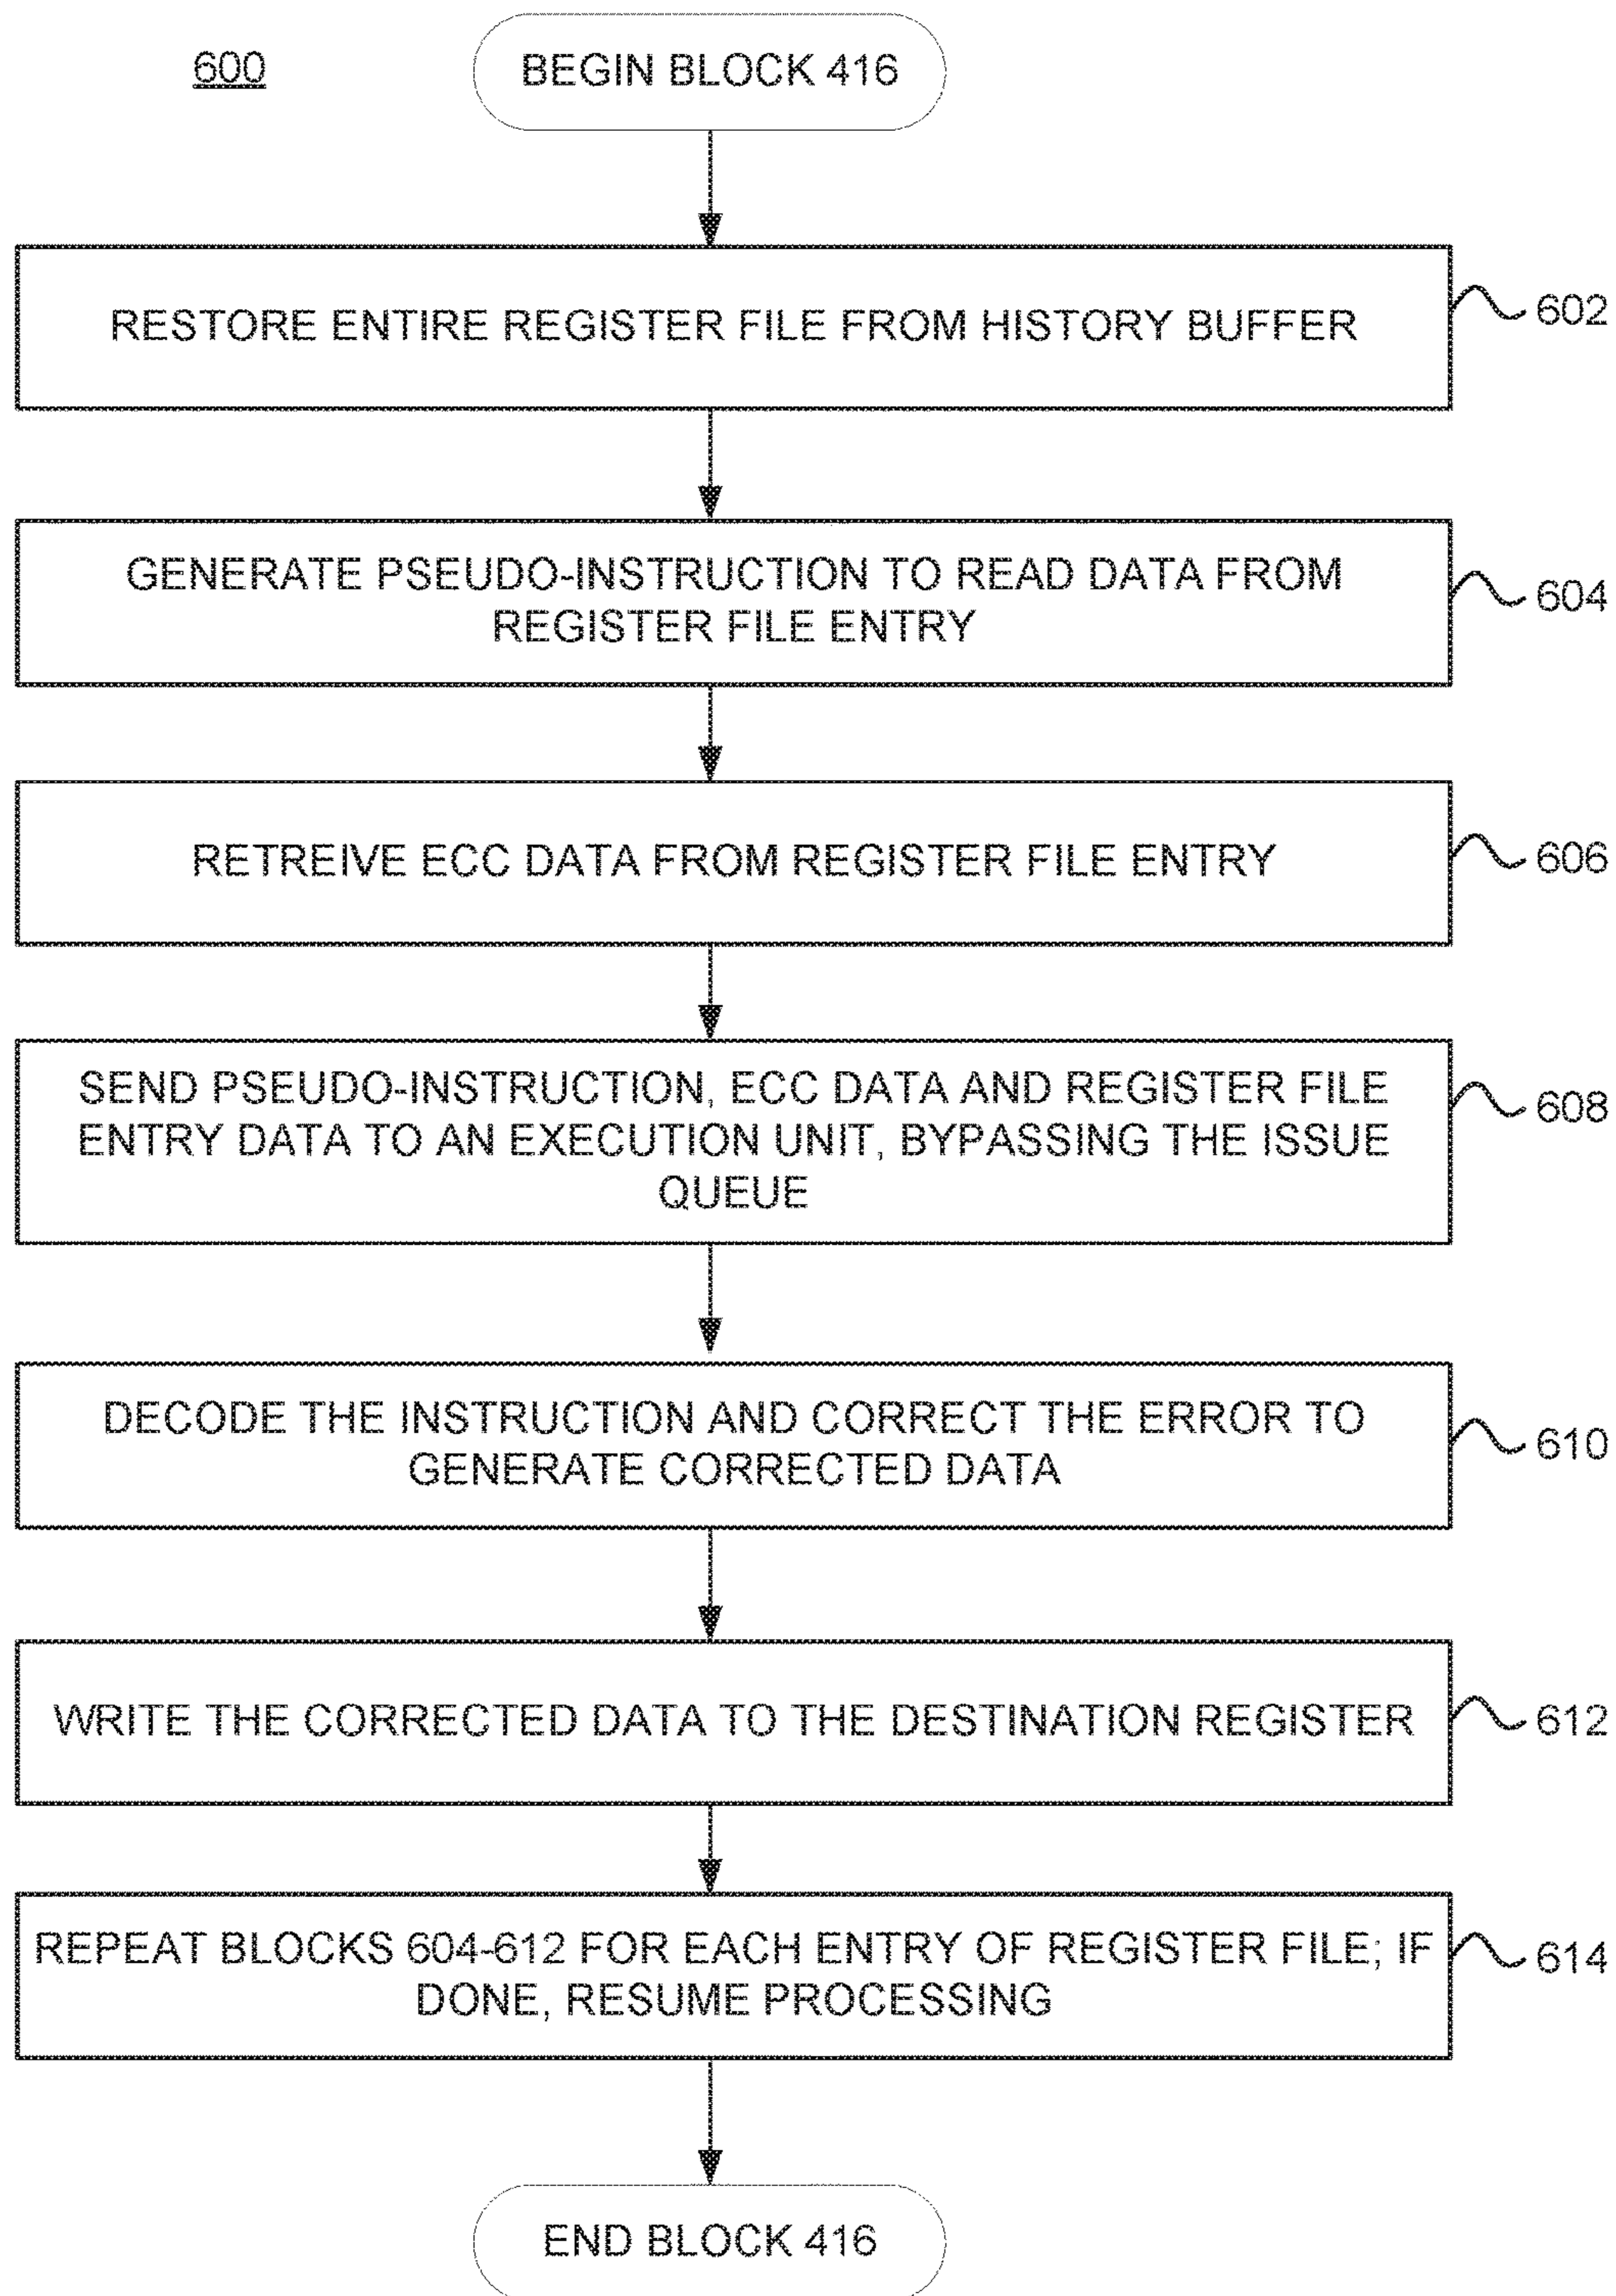 600
BEGIN BLOCK 416
RESTORE ENTIRE REGISTER FILE FROM HISTORY BUFFER
602
GENERATE PSEUDO-INSTRUCTION TO READ DATA FROM
REGISTER FILE ENTRY
604
RETREIVE ECC DATA FROM REGISTER FILE ENTRY
606
SEND PSEUDO-INSTRUCTION, ECC DATA AND REGISTER FILE
ENTRY DATA TO AN EXECUTION UNIT, BYPASSING THE ISSUE
QUEUE
608
DECODE THE INSTRUCTION AND CORRECT THE ERROR TO
GENERATE CORRECTED DATA
610
WRITE THE CORRECTED DATA TO THE DESTINATION REGISTER
612
REPEAT BLOCKS 604-612 FOR EACH ENTRY OF REGISTER FILE; IF
DONE, RESUME PROCESSING
614
END BLOCK 416